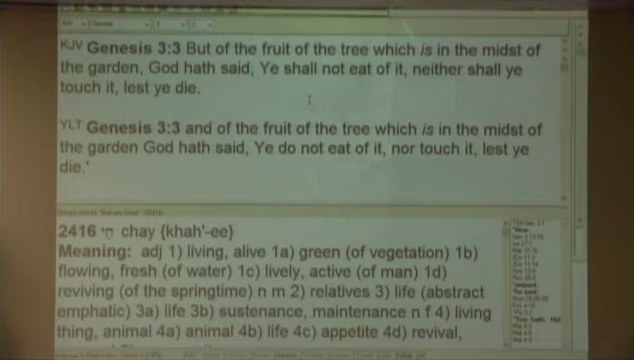 KJV Genesis 3:3 But of the fruit of the tree which is in the midst of
the garden, God hath said, Ye shall not eat of it, neither shall ye
touch it, lest ye die.
YLT Genesis 3:3 and of the fruit of the tree which is in the midst of
the garden God hath said, Ye do not eat of it, nor touch it, lest ye
die.'
2416 חי chay {khah'-ee}
Meaning: adj 1) living, alive 1a) green (of vegetation) 1b)
flowing, fresh (of water) 1c) lively, active (of man) 1d)
reviving (of the springtime) n m 2) relatives 3) life (abstract
emphatic) 3a) life 3b) sustenance, maintenance n f 4) living
thing, animal 4a) animal 4b) life 4c) appetite 4d) revival,